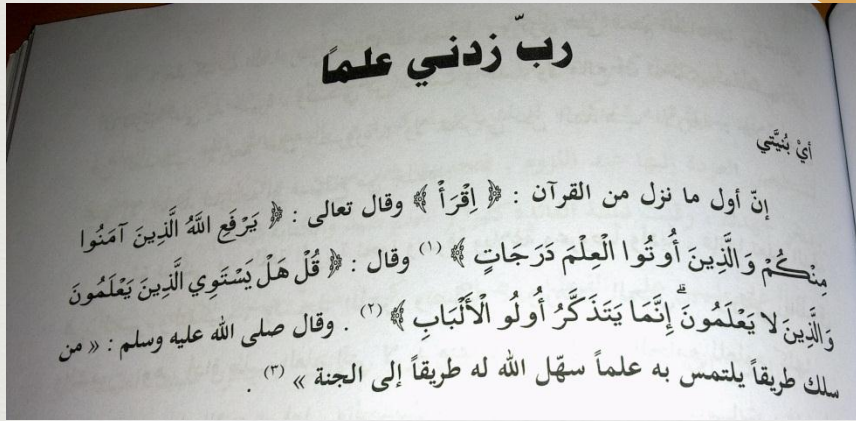 ربّ زدني علماً
أيْ بُنيَّتي
إنّ أول ما نزل من القرآن : ﴿ اِقْرَأْ ﴾ وقال تعالى : ﴿ يَرْفَعِ اللَّهُ الَّذِينَ آمَنُوا
مِنْكُمْ وَالَّذِينَ أُوتُوا الْعِلْمَ دَرَجَاتٍ ﴾ (١) وقال : ﴿ قُلْ هَلْ يَسْتَوِي الَّذِينَ يَعْلَمُونَ
وَالَّذِينَ لا يَعْلَمُونَ ۗ إِنَّمَا يَتَذَكَّرُ أُولُو الْأَلْبَابِ ﴾ (٢) . وقال صلى الله عليه وسلم : « من
سلك طريقاً يلتمس به علماً سهّل الله له طريقاً إلى الجنة » (٣) .